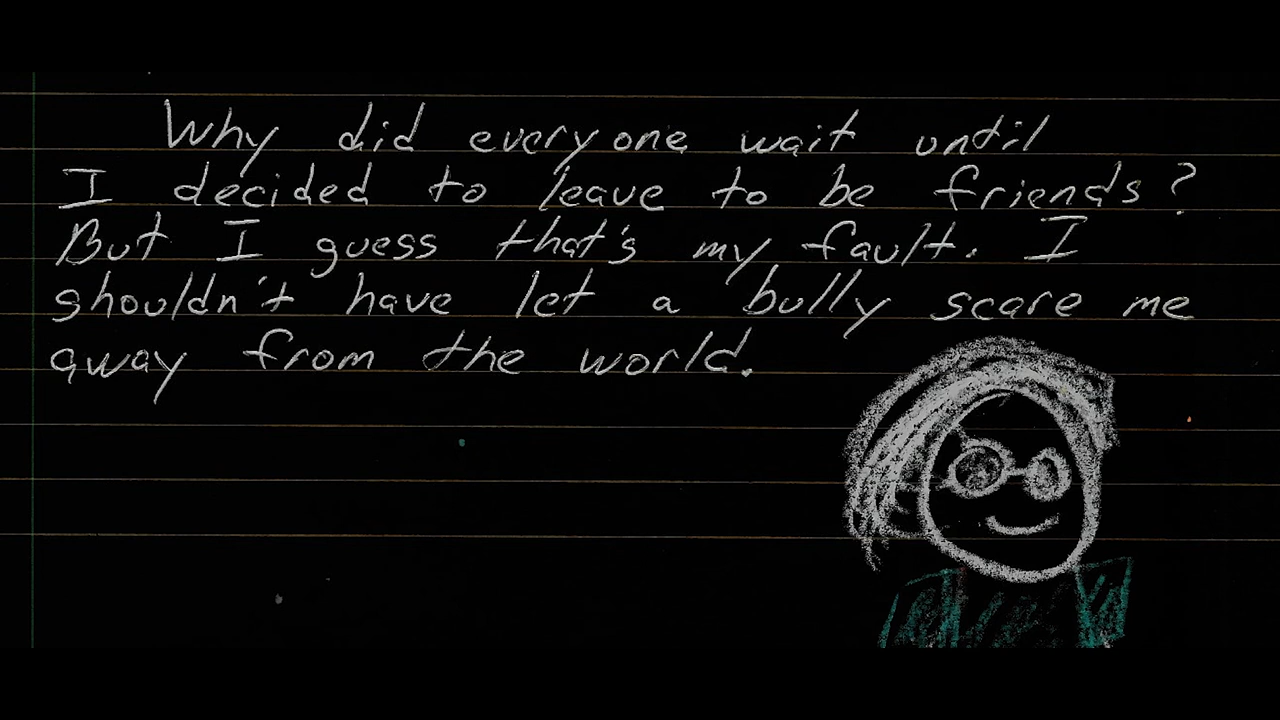 Why did everyone wait until
I decided to leave to be friends?
But I guess that's my fault. I
shouldn't have let a bully scare me
away from the world.